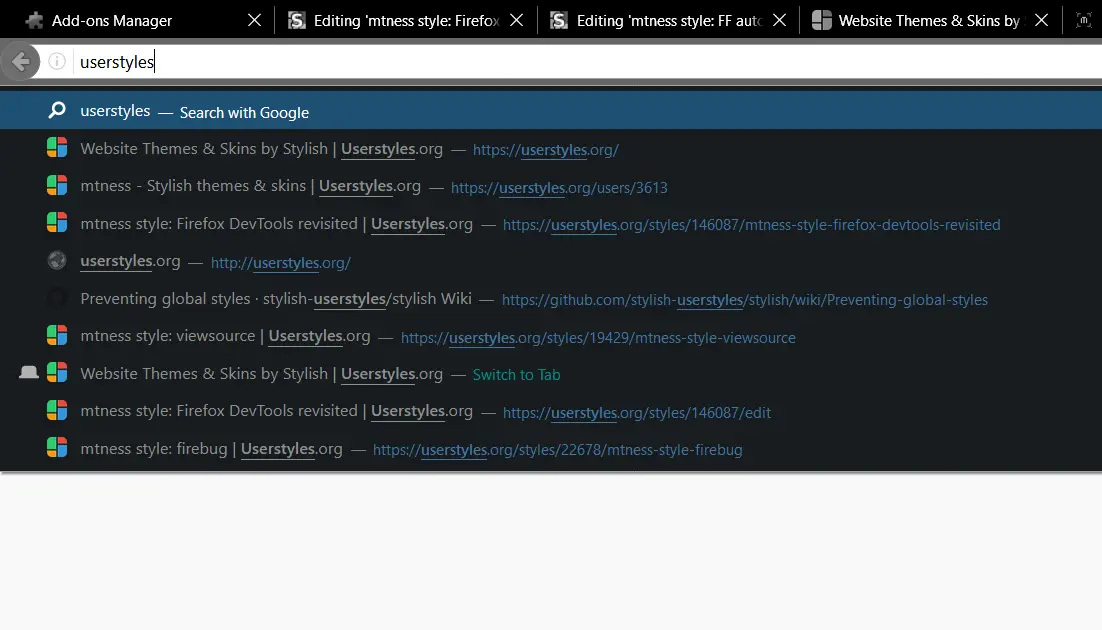 Add-ons Manager
Editing 'mtness style: Firefox
Editing 'mtness style: FF auto
Website Themes & Skins by
userstyles
userstyles — Search with Google
Website Themes & Skins by Stylish | Userstyles.org — https://userstyles.org/
mtness - Stylish themes & skins | Userstyles.org — https://userstyles.org/users/3613
mtness style: Firefox DevTools revisited | Userstyles.org — https://userstyles.org/styles/146087/mtness-style-firefox-devtools-revisited
userstyles.org — http://userstyles.org/
Preventing global styles · stylish-userstyles/stylish Wiki — https://github.com/stylish-userstyles/stylish/wiki/Preventing-global-styles
mtness style: viewsource | Userstyles.org — https://userstyles.org/styles/19429/mtness-style-viewsource
Website Themes & Skins by Stylish | Userstyles.org — Switch to Tab
mtness style: Firefox DevTools revisited | Userstyles.org — https://userstyles.org/styles/146087/edit
mtness style: firebug | Userstyles.org — https://userstyles.org/styles/22678/mtness-style-firebug